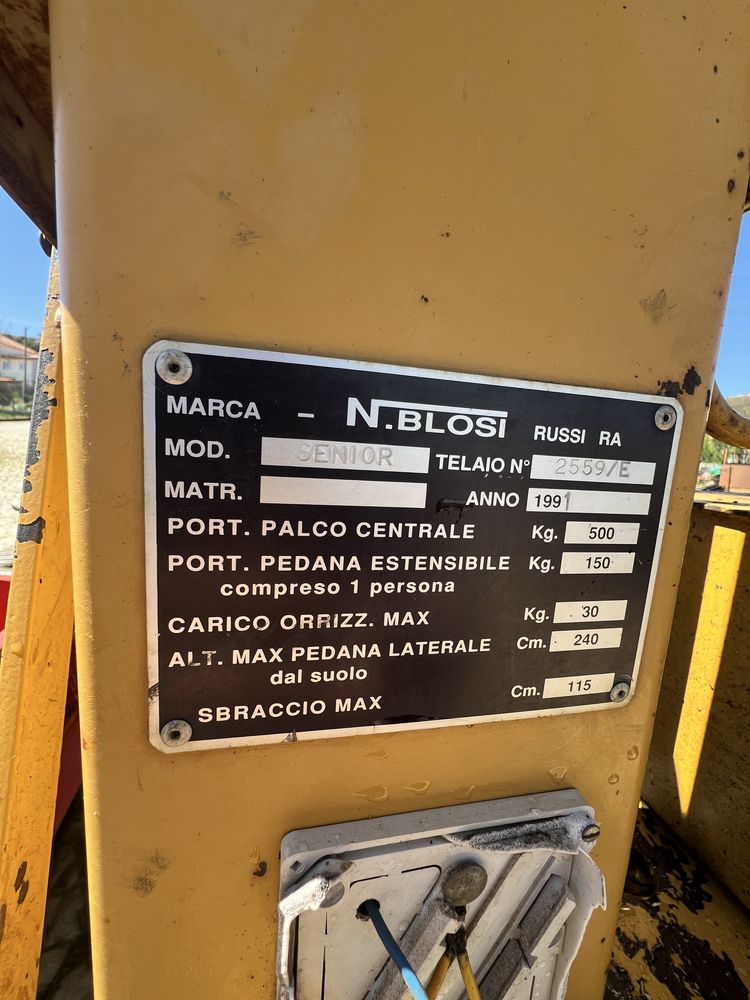 MARCA - N.BLOSI RUSSI RA
MOD. SENIOR TELAIO N° 2559/E
MATR. ANNO 1991
PORT. PALCO CENTRALE Kg. 500
PORT. PEDANA ESTENSIBILE Kg. 150
compreso 1 persona
CARICO ORRIZZ. MAX Kg. 30
ALT. MAX PEDANA LATERALE Cm. 240
dal suolo
SBRACCIO MAX Cm. 115